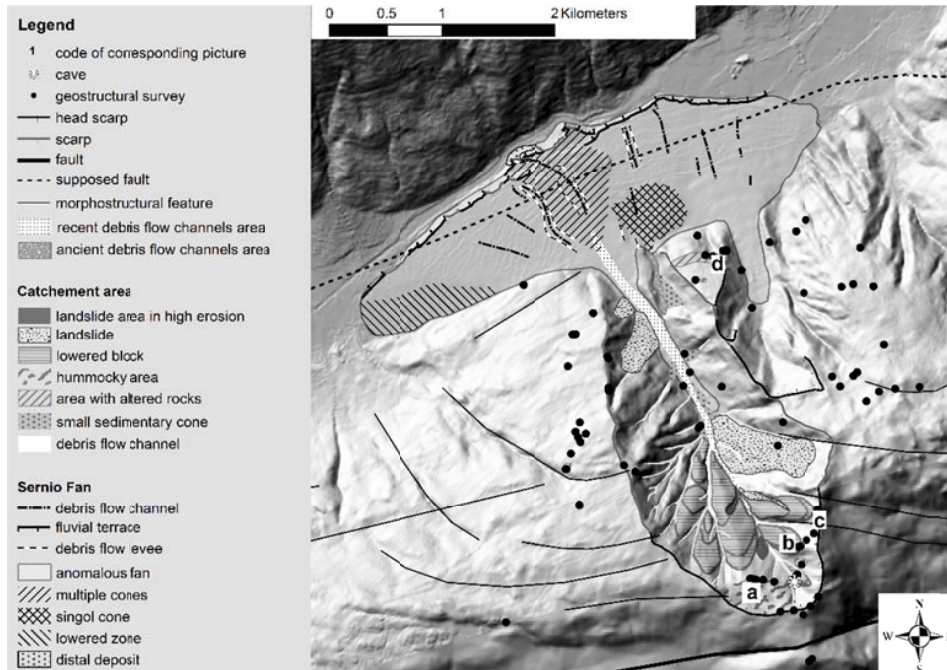 Legend
1 code of corresponding picture
cave
geostructural survey
head scarp
scarp
fault
supposed fault
morphostructural feature
recent debris flow channels area
ancient debris flow channels area
Catchement area
landslide area in high erosion
landslide
lowered block
hummocky area
area with altered rocks
small sedimentary cone
debris flow channel
Sernio Fan
debris flow channel
fluvial terrace
debris flow levee
anomalous fan
multiple cones
singol cone
lowered zone
distal deposit
0 1 2 Kilometers
d
c
b
a
N
W E
S